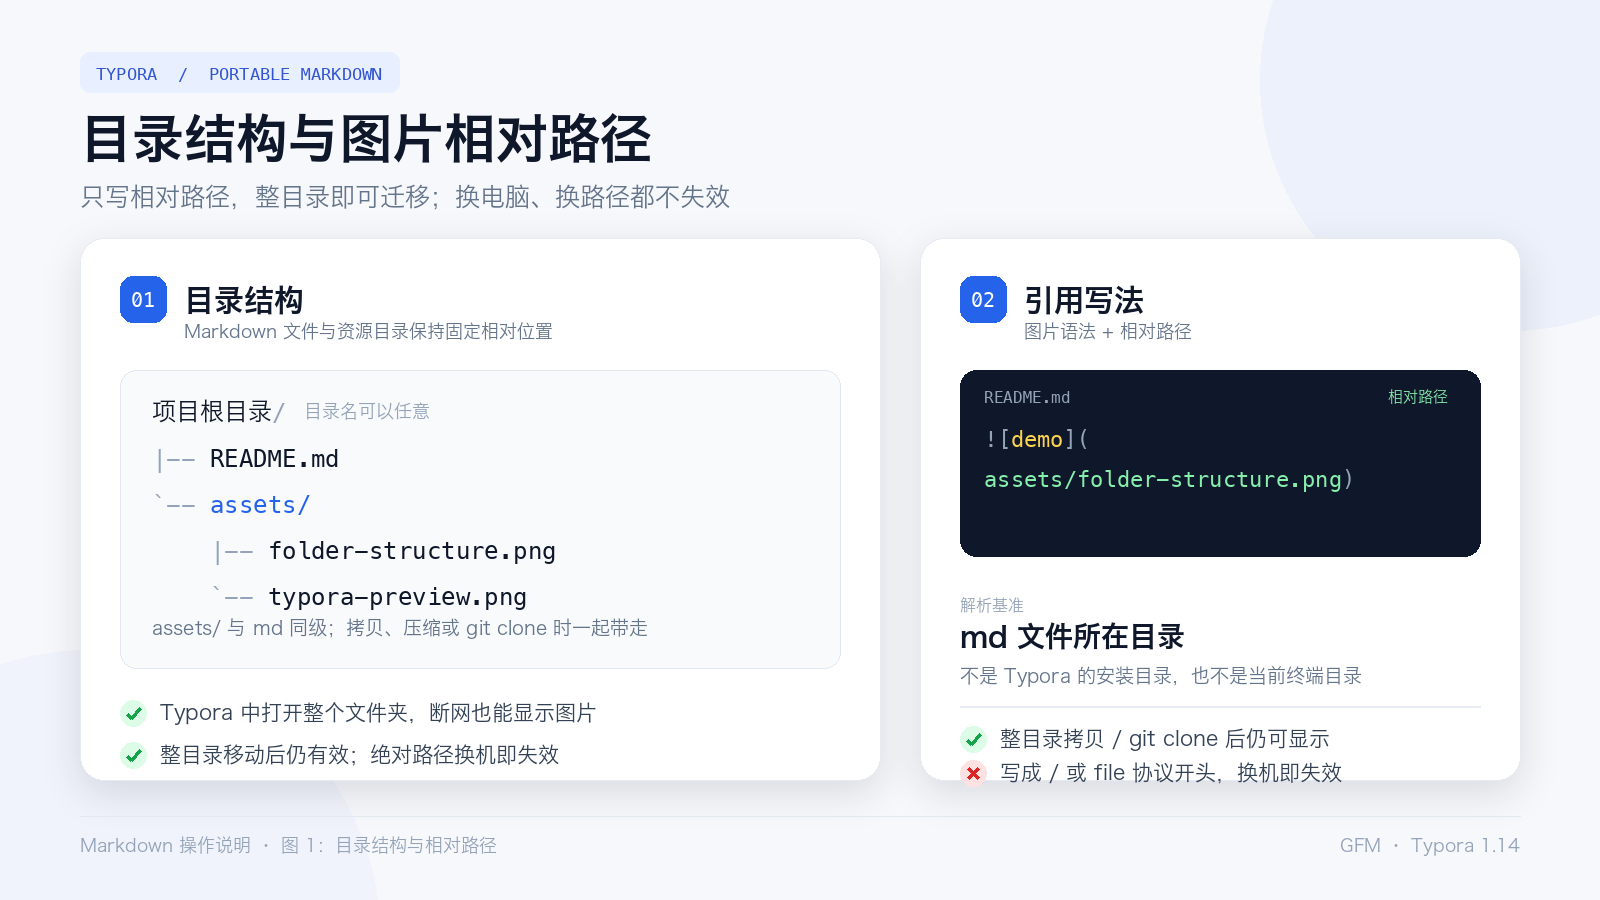 TYPORA / PORTABLE MARKDOWN
目录结构与图片相对路径
只写相对路径，整目录即可迁移；换电脑、换路径都不失效
01 目录结构
Markdown 文件与资源目录保持固定相对位置
项目根目录/ 目录名可以任意
|-- README.md
`-- assets/
|-- folder-structure.png
`-- typora-preview.png
assets/ 与 md 同级；拷贝、压缩或 git clone 时一起带走
Typora 中打开整个文件夹，断网也能显示图片
整目录移动后仍有效；绝对路径换机即失效
02 引用写法
图片语法 + 相对路径
README.md 相对路径
![demo](
assets/folder-structure.png)
解析基准
md 文件所在目录
不是 Typora 的安装目录，也不是当前终端目录
整目录拷贝 / git clone 后仍可显示
写成 / 或 file 协议开头，换机即失效
Markdown 操作说明 · 图 1：目录结构与相对路径
GFM · Typora 1.14